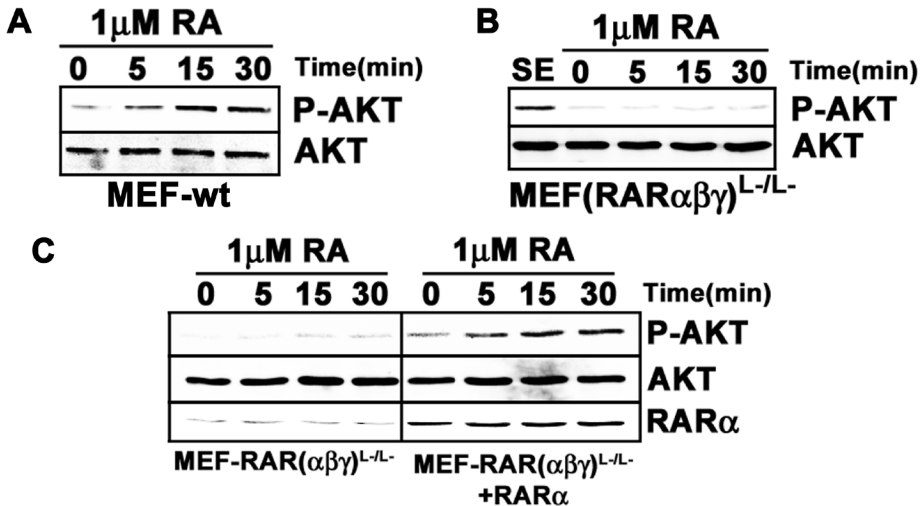 A
1μM RA
0 5 15 30 Time(min)
P-AKT
AKT
MEF-wt
B
1μM RA
SE 0 5 15 30 Time(min)
P-AKT
AKT
MEF(RARαβγ)L-/L-
C
1μM RA 1μM RA
0 5 15 30 0 5 15 30 Time(min)
P-AKT
AKT
RARα
MEF-RAR(αβγ)L-/L- MEF-RAR(αβγ)L-/L-
+RARα